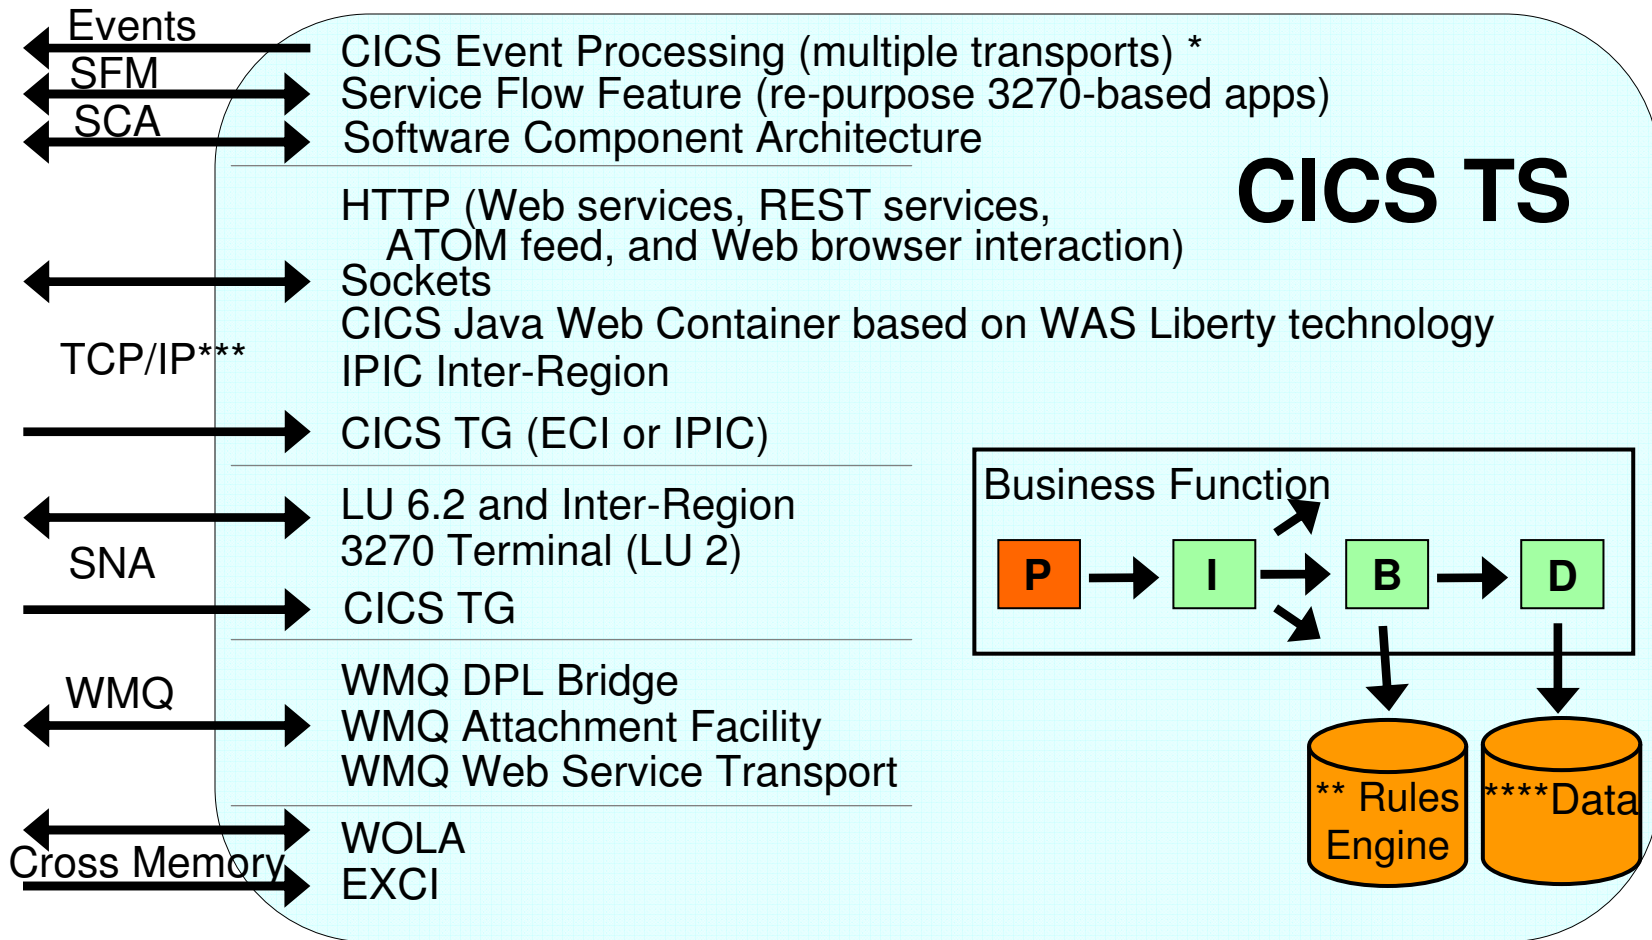 Events
CICS Event Processing (multiple transports) *
SFM
Service Flow Feature (re-purpose 3270-based apps)
SCA
Software Component Architecture
CICS TS
HTTP (Web services, REST services,
ATOM feed, and Web browser interaction)
Sockets
CICS Java Web Container based on WAS Liberty technology
TCP/IP***
IPIC Inter-Region
CICS TG (ECI or IPIC)
LU 6.2 and Inter-Region
3270 Terminal (LU 2)
SNA
CICS TG
WMQ
WMQ DPL Bridge
WMQ Attachment Facility
WMQ Web Service Transport
WOLA
Cross Memory
EXCI
Business Function
P
I
B
D
** Rules
Engine
****Data